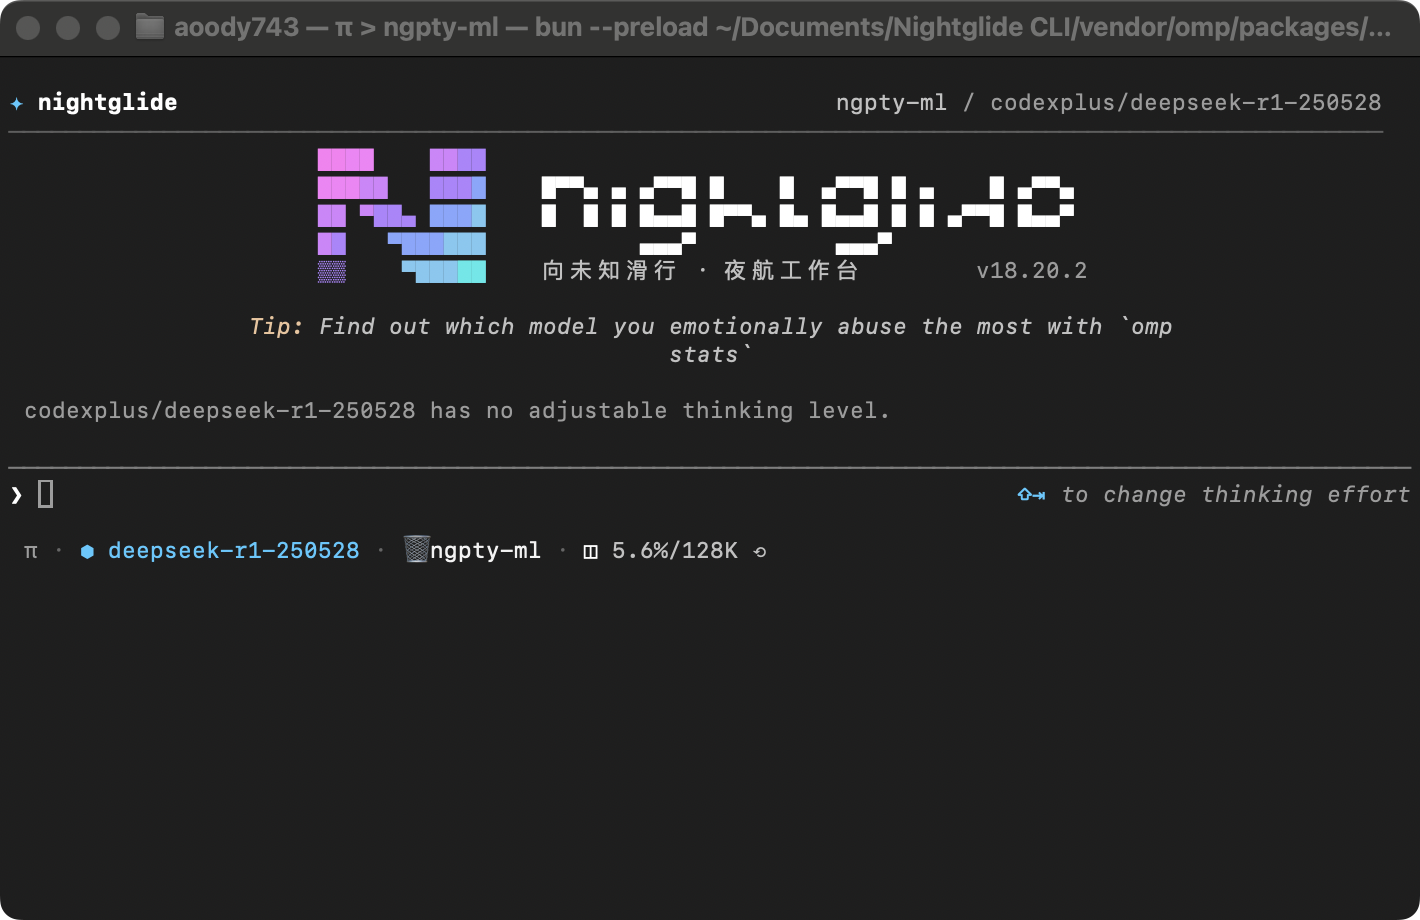 aoody743 — π > ngpty-ml — bun --preload ~/Documents/Nightglide CLI/vendor/omp/packages/...
✦ nightglide ngpty-ml / codexplus/deepseek-r1-250528
nightglide
向未知滑行 · 夜航工作台 v18.20.2
Tip: Find out which model you emotionally abuse the most with `omp
stats`
codexplus/deepseek-r1-250528 has no adjustable thinking level.
❯ ⇧⇥ to change thinking effort
π · ⬢ deepseek-r1-250528 · 🗑ngpty-ml · ◫ 5.6%/128K ⟲